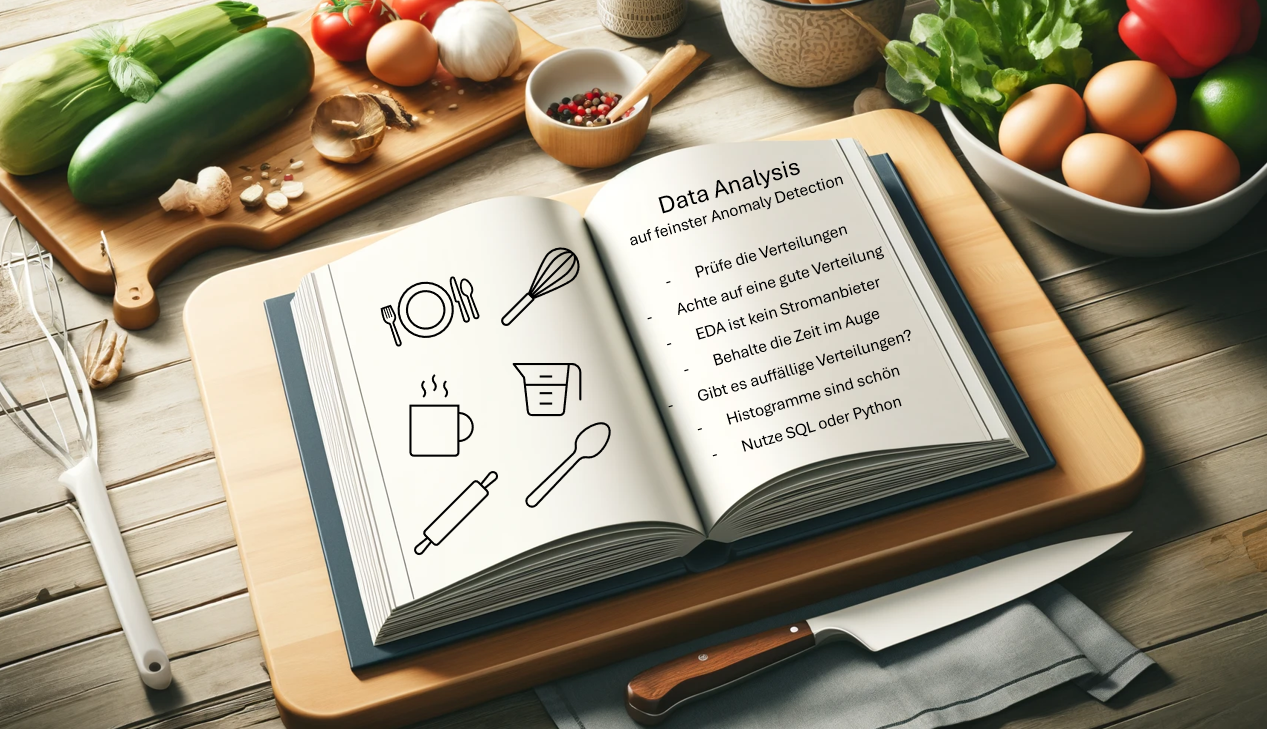 Data Analysis
auf feinster Anomaly Detection
- Prüfe die Verteilungen
- Achte auf eine gute Verteilung
- EDA ist kein Stromanbieter
- Behalte die Zeit im Auge
- Gibt es auffällige Verteilungen?
- Histogramme sind schön
- Nutze SQL oder Python